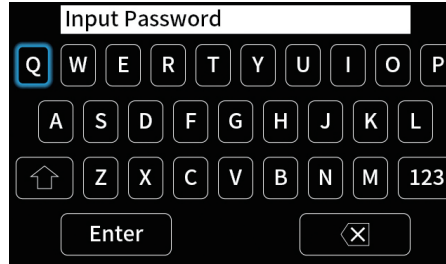 Input Password
Q W E R T Y U I O P
A S D F G H J K L
Z X C V B N M 123
Enter